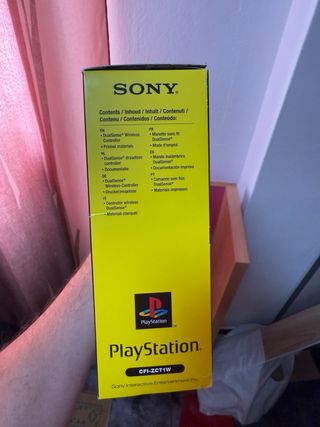 SONY®
Contents / Inhoud / Inhalt / Contenuti /
Contenu / Contenidos / Conteúdo:
EN
• DualSense® Wireless
Controller
• Printed materials
NL
• DualSense® draadloze
controller
• Documentatie
DE
• DualSense®
Wireless-Controller
• Druckerzeugnisse
IT
• Controller wireless
DualSense®
• Materiali stampati
FR
• Manette sans fil
DualSense®
• Mode d'emploi
ES
• Mando inalámbrico
DualSense®
• Documentación impresa
PT
• Comando sem fios
DualSense®
• Materiais impressos
PlayStation™
PlayStation®
CFI-ZCT1W
Sony Interactive Entertainment Inc.